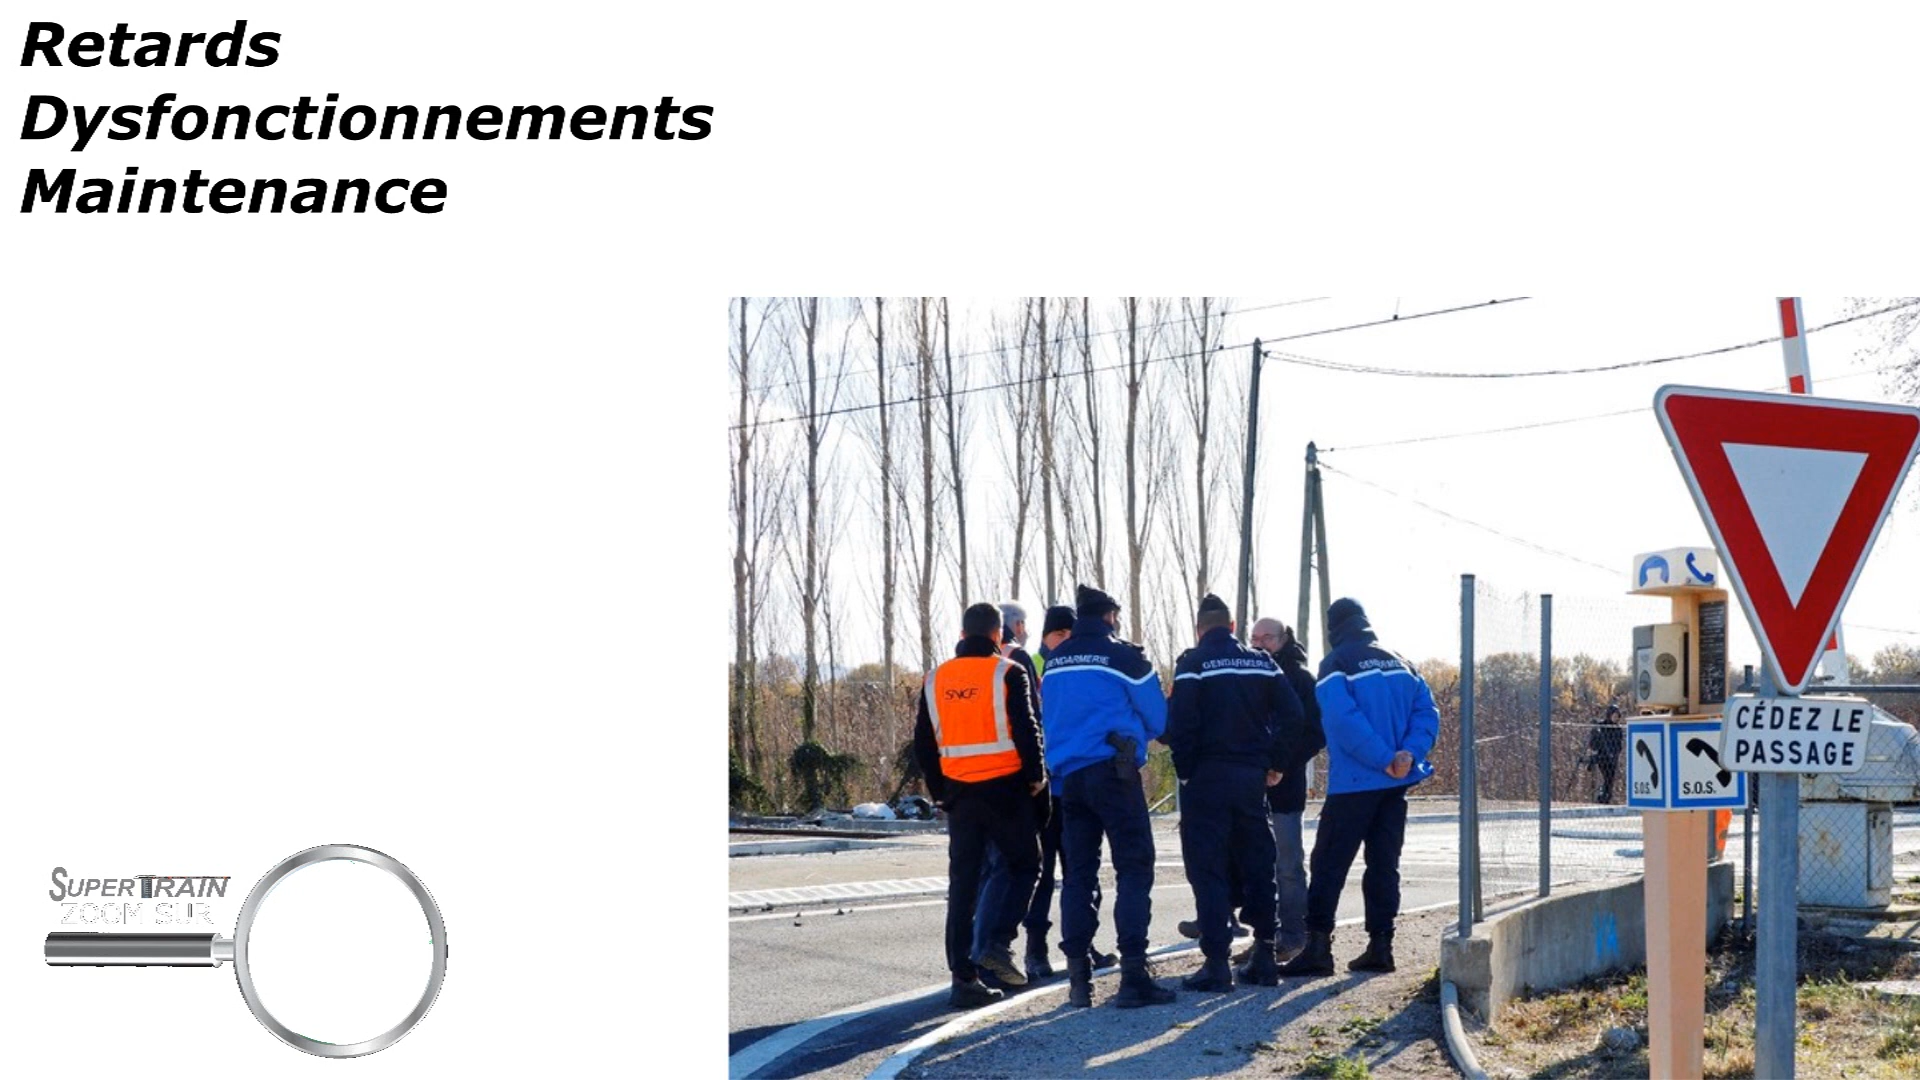 Retards
Dysfonctionnements
Maintenance
SUPERTRAIN
ZOOM SUR
SNCF
GENDARMERIE
GENDARMERIE
GENDARMERIE
CÉDEZ LE
PASSAGE
S.O.S.
S.O.S.